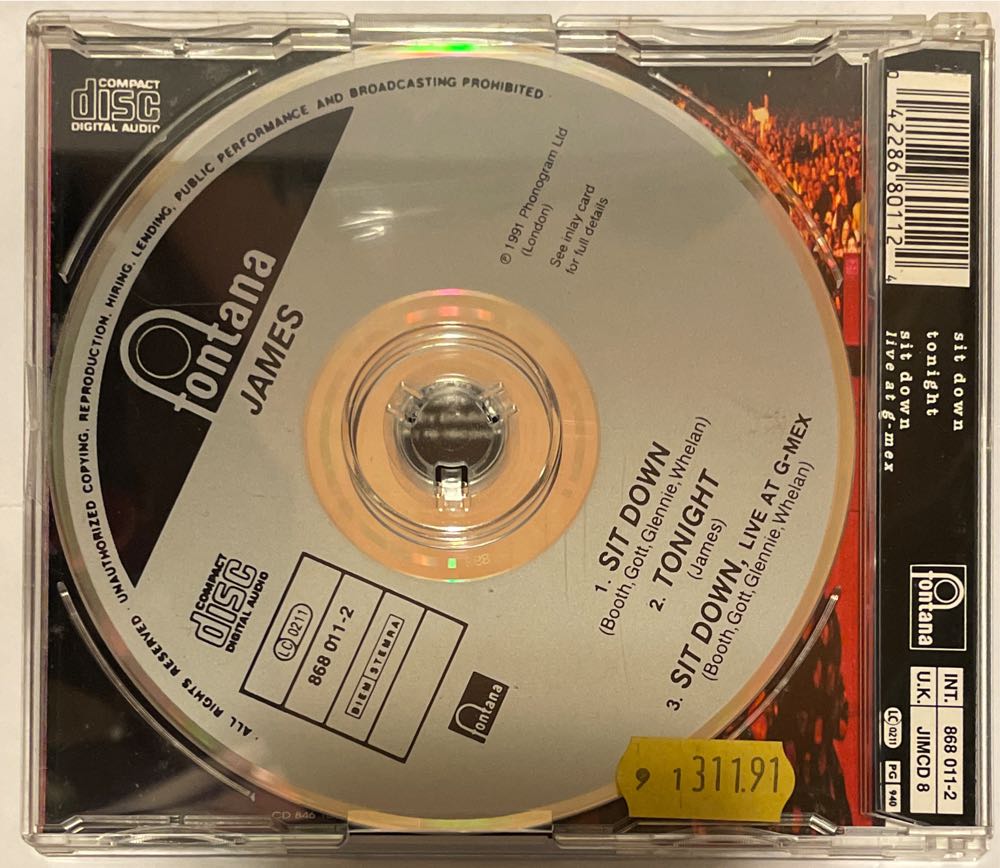 COMPACT
disc
DIGITAL AUDIO
· ALL RIGHTS RESERVED · UNAUTHORIZED COPYING, REPRODUCTION, HIRING, LENDING, PUBLIC PERFORMANCE AND BROADCASTING PROHIBITED ·
fontana
JAMES
℗ 1991 Phonogram Ltd
(London)
See inlay card
for full details
1. SIT DOWN
(Booth, Gott, Glennie, Whelan)
2. TONIGHT
(James)
3. SIT DOWN, LIVE AT G-MEX
(Booth, Gott, Glennie, Whelan)
COMPACT
disc
DIGITAL AUDIO
LC 0211
868 011-2
DIEM STEMRA
fontana
9 1311.91
0 42286 80112 4
sit down
tonight
sit down
live at g-mex
fontana
INT. 868 011-2
U.K. JIMCD 8
LC 0211
PG 940